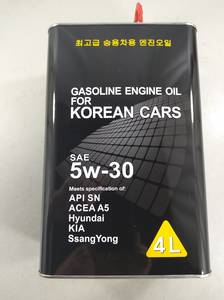 최고급 승용차용 엔진오일
GASOLINE ENGINE OIL
FOR
KOREAN CARS
SAE
5w-30
Meets specification of:
API SN
ACEA A5
Hyundai
KIA
SsangYong
4L